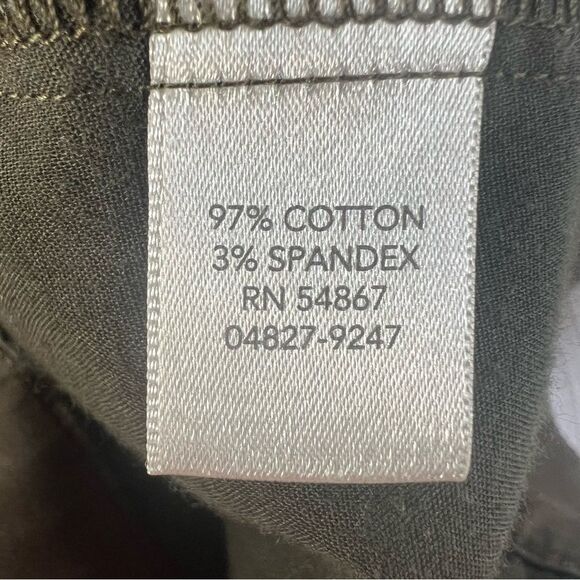 97% COTTON
3% SPANDEX
RN 54867
04827-9247